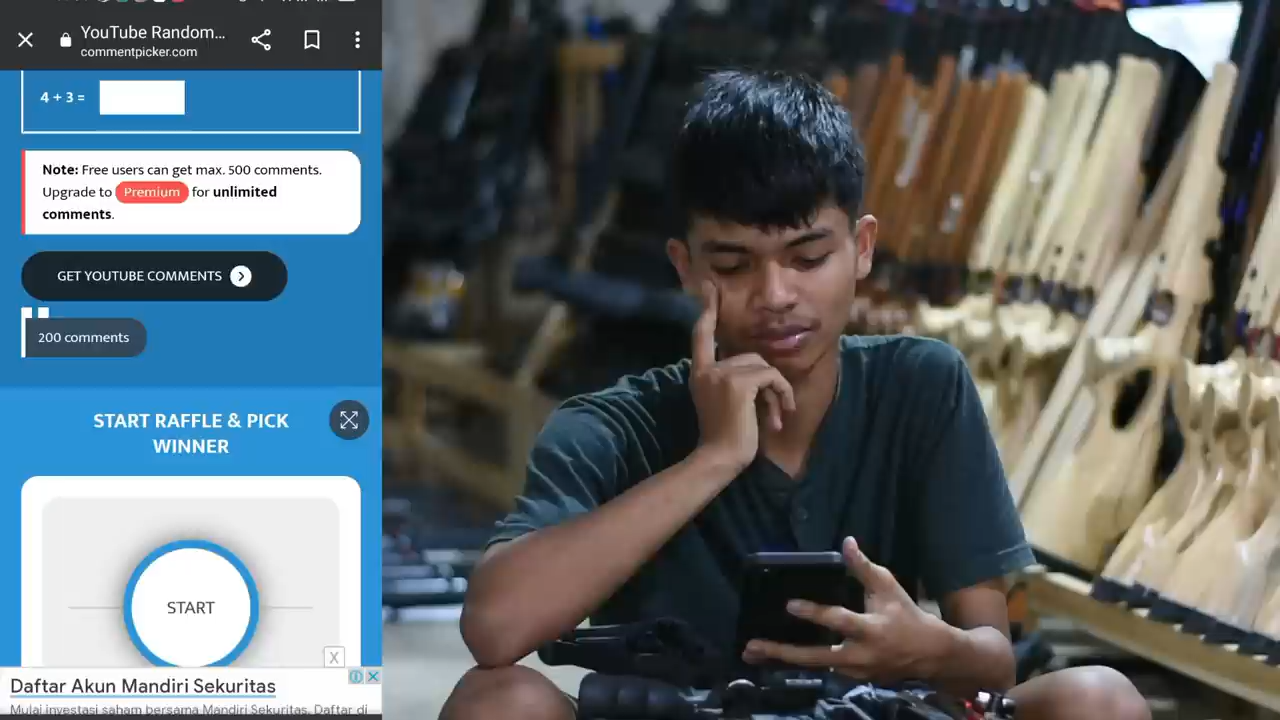 YouTube Random...
commentpicker.com
4 + 3 =
Note: Free users can get max. 500 comments.
Upgrade to Premium for unlimited
comments.
GET YOUTUBE COMMENTS
200 comments
START RAFFLE & PICK
WINNER
START
X
Daftar Akun Mandiri Sekuritas
Mulai investasi saham bersama Mandiri Sekuritas. Daftar di